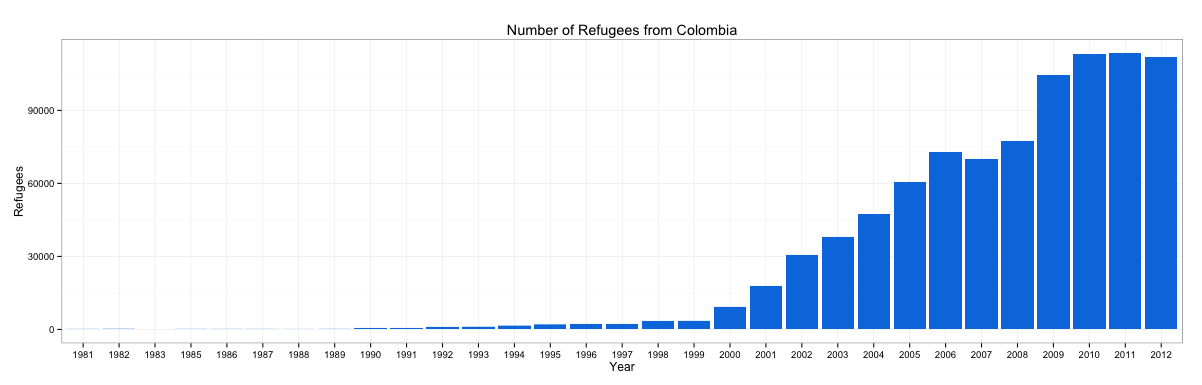 Number of Refugees from Colombia
90000
60000
30000
0
Refugees
1981 1982 1983 1985 1986 1987 1988 1989 1990 1991 1992 1993 1994 1995 1996 1997 1998 1999 2000 2001 2002 2003 2004 2005 2006 2007 2008 2009 2010 2011 2012
Year